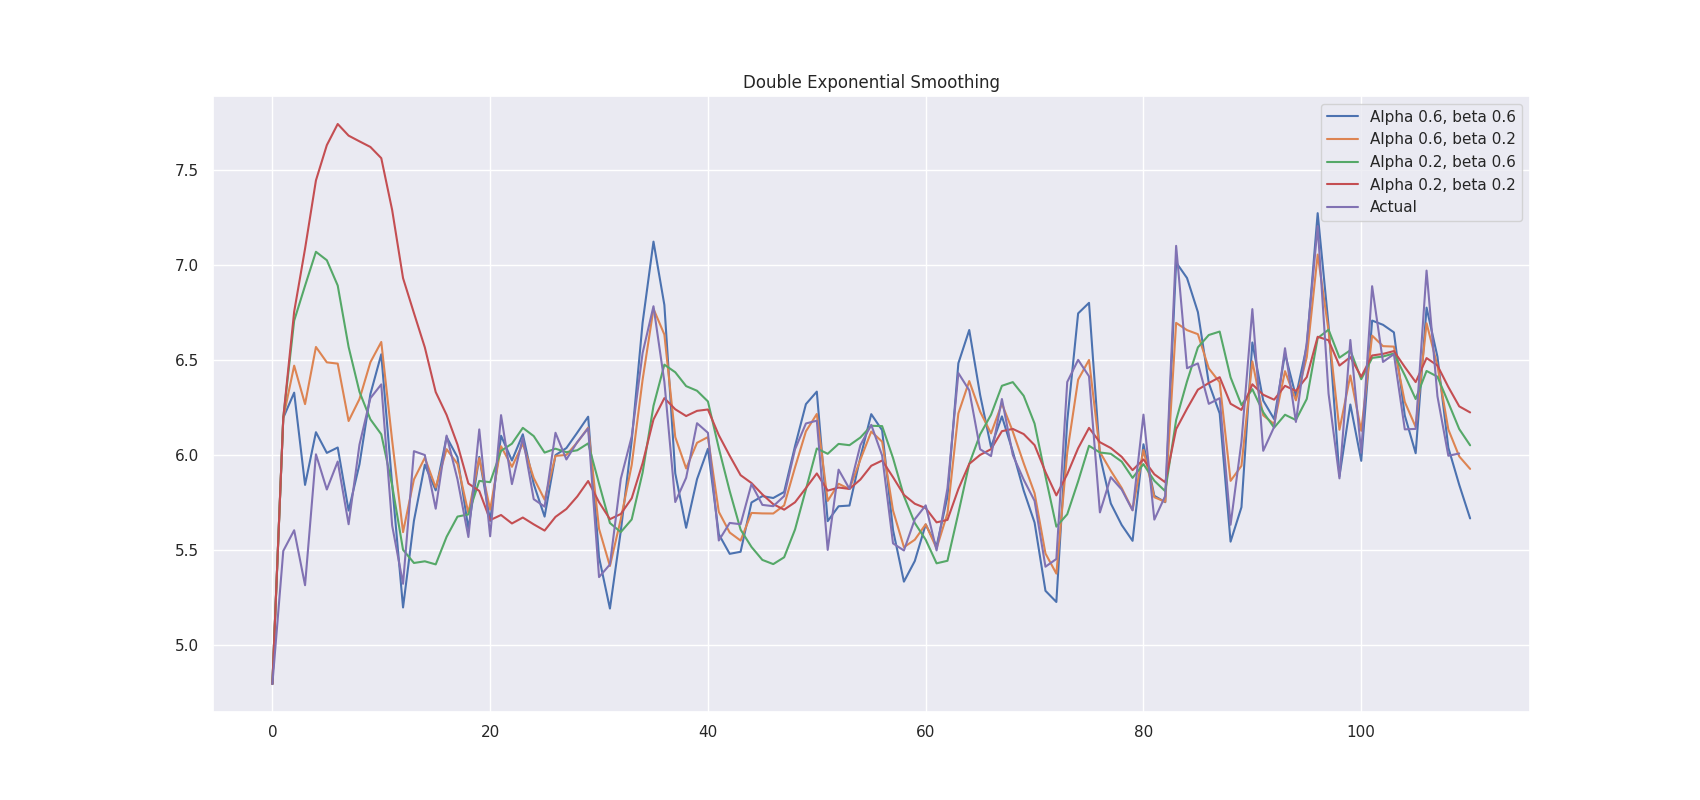 Double Exponential Smoothing
Alpha 0.6, beta 0.6
Alpha 0.6, beta 0.2
Alpha 0.2, beta 0.6
Alpha 0.2, beta 0.2
Actual
7.5
7.0
6.5
6.0
5.5
5.0
0 20 40 60 80 100